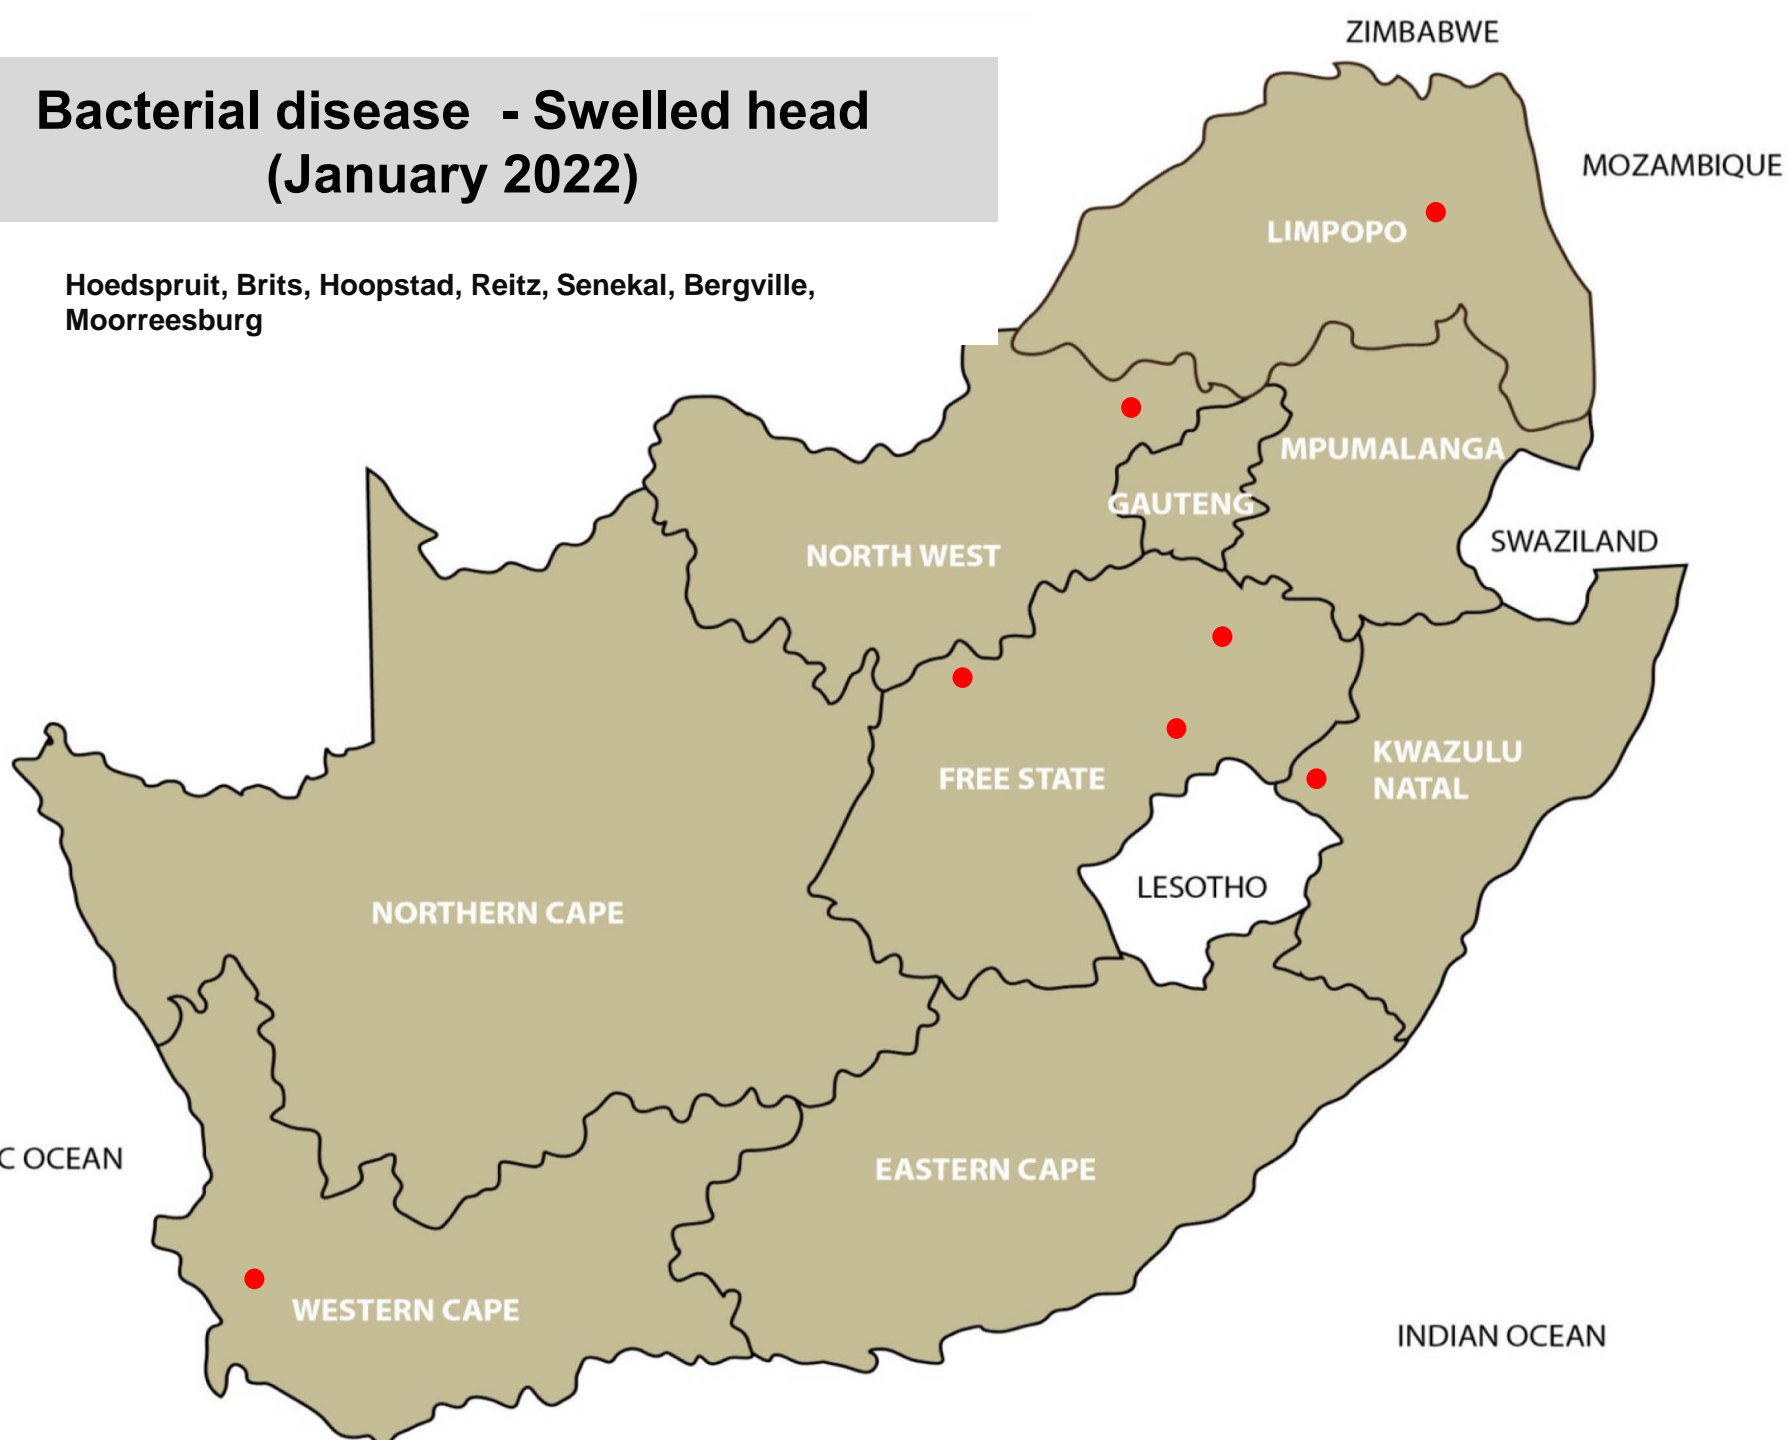 ZIMBABWE
Bacterial disease - Swelled head
(January 2022)
MOZAMBIQUE
LIMPOPO
Hoedspruit, Brits, Hoopstad, Reitz, Senekal, Bergville,
Moorreesburg
MPUMALANGA
GAUTENG
NORTH WEST
SWAZILAND
KWAZULU
NATAL
FREE STATE
LESOTHO
NORTHERN CAPE
C OCEAN
EASTERN CAPE
WESTERN CAPE
INDIAN OCEAN